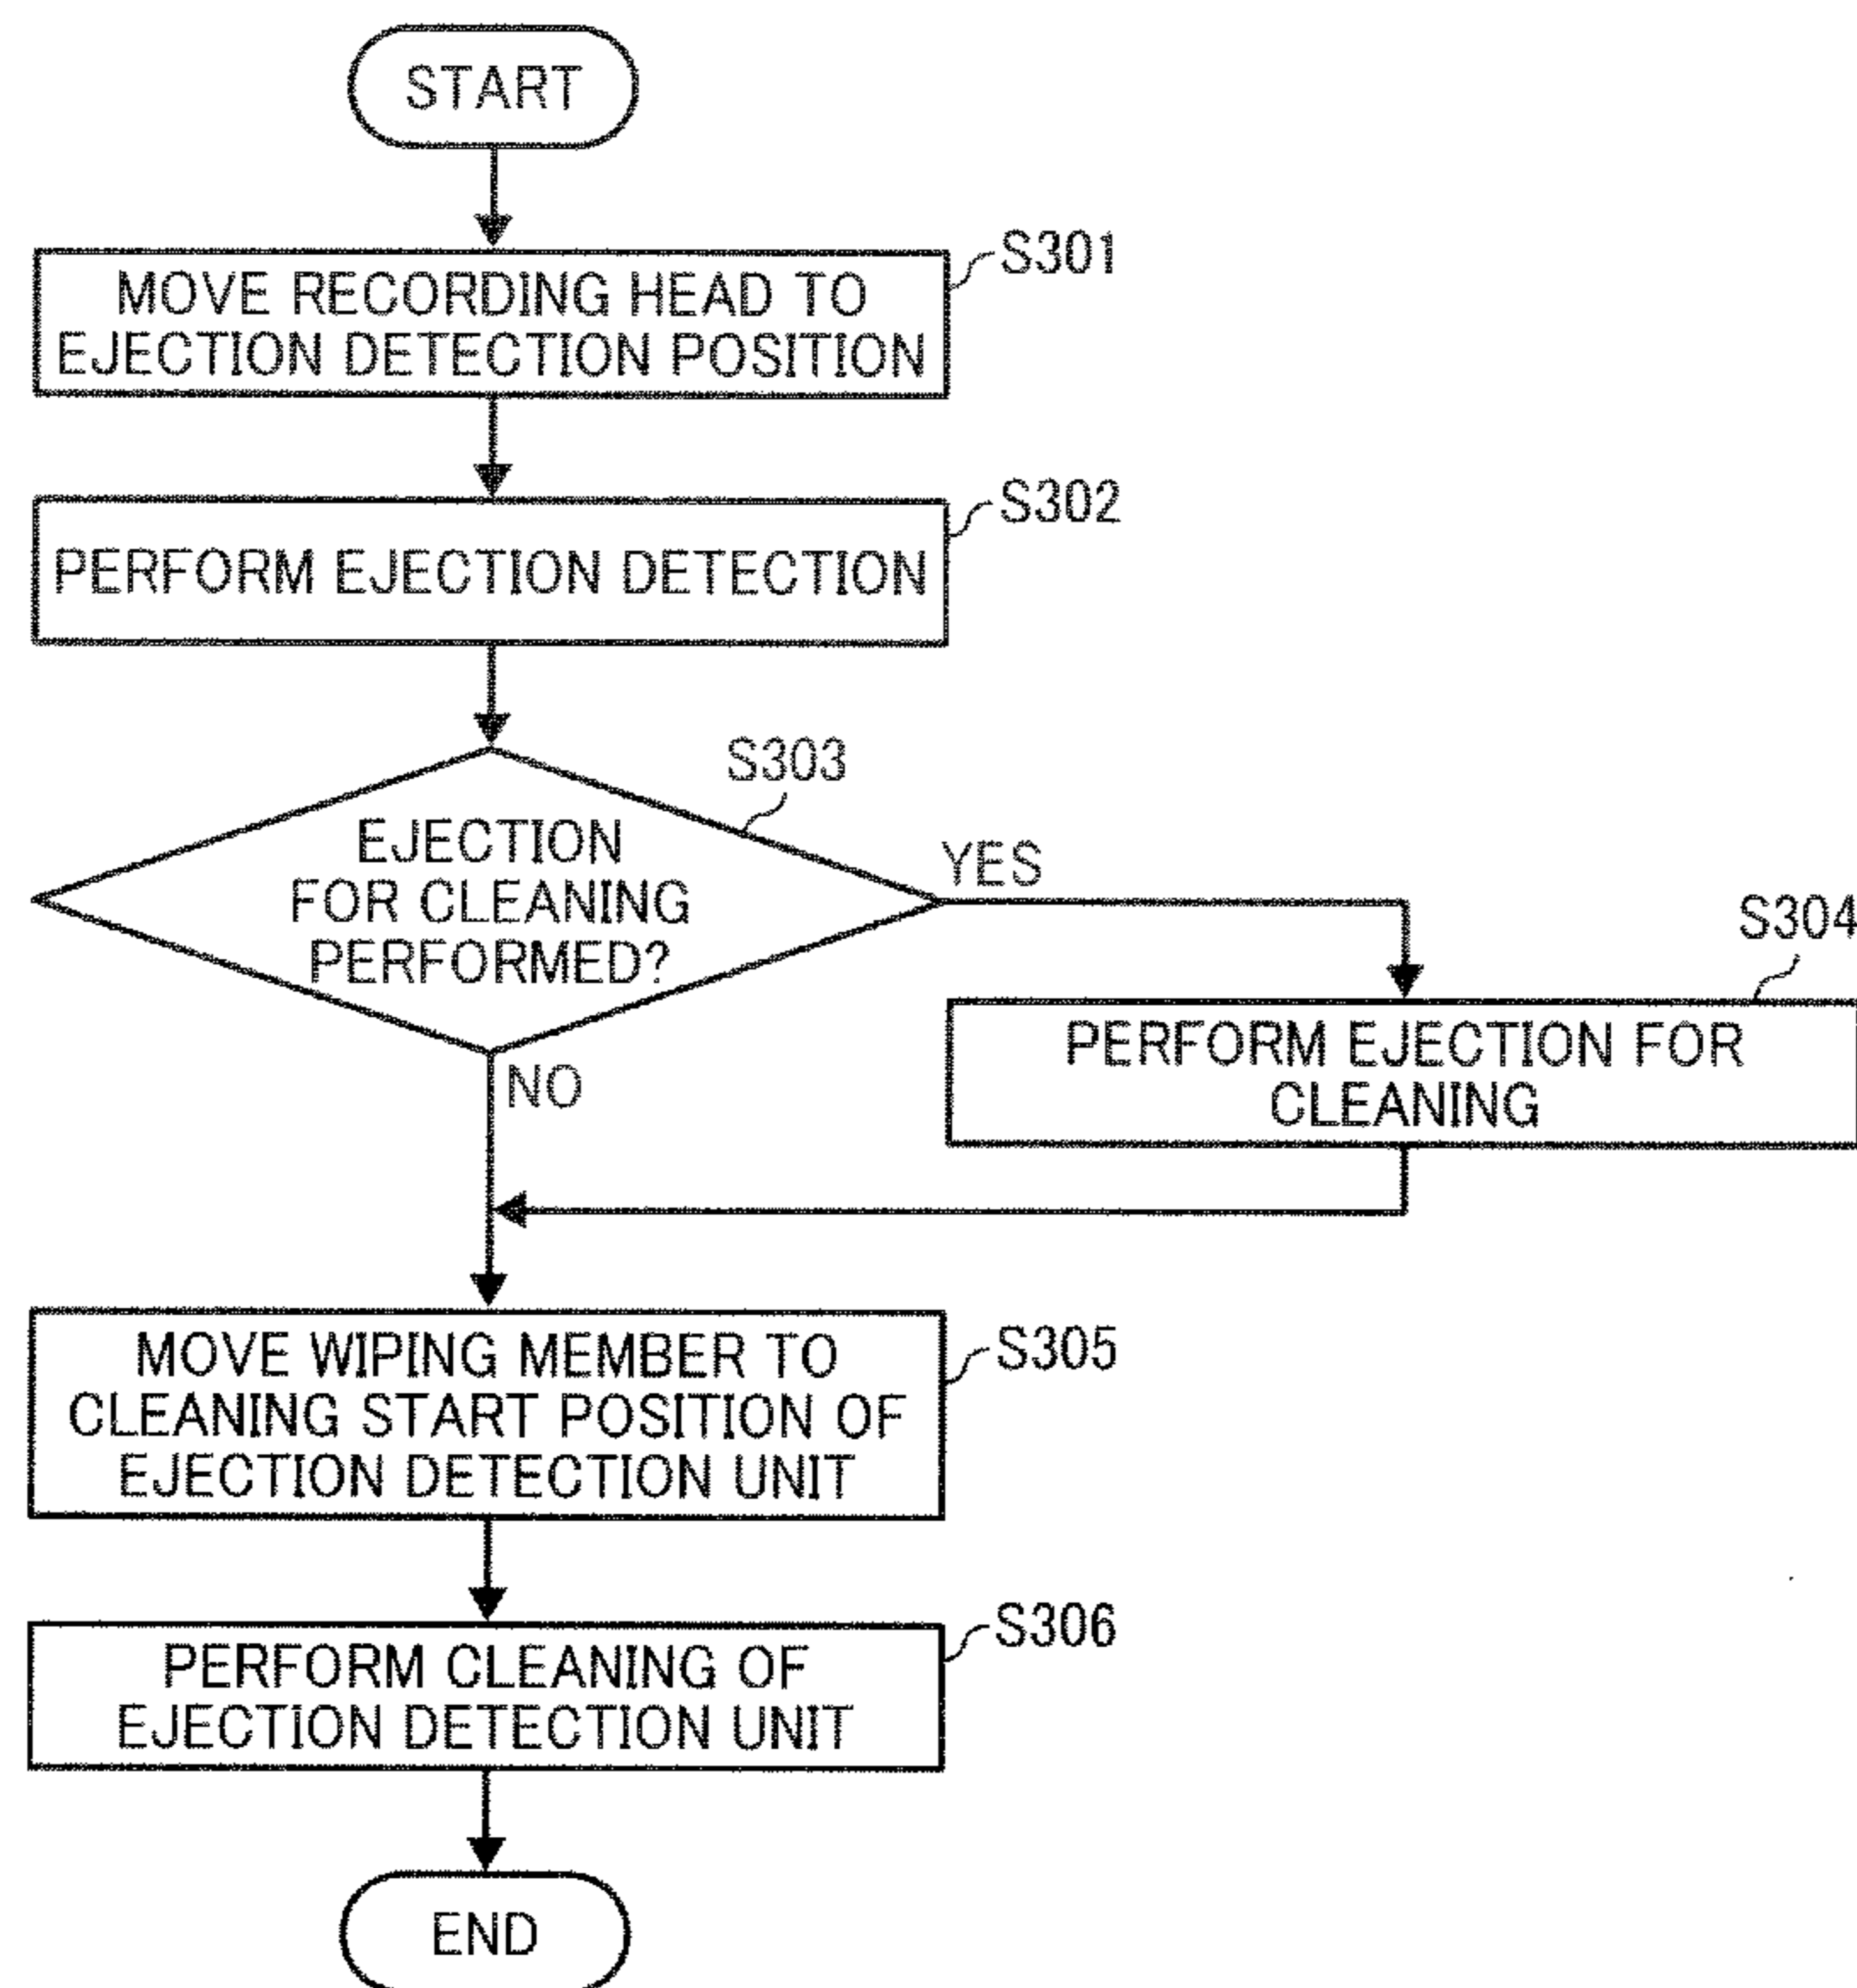 START
S301
MOVE RECORDING HEAD TO
EJECTION DETECTION POSITION
S302
PERFORM EJECTION DETECTION
S303
EJECTION
FOR CLEANING
PERFORMED?
YES
NO
S304
PERFORM EJECTION FOR
CLEANING
S305
MOVE WIPING MEMBER TO
CLEANING START POSITION OF
EJECTION DETECTION UNIT
S306
PERFORM CLEANING OF
EJECTION DETECTION UNIT
END